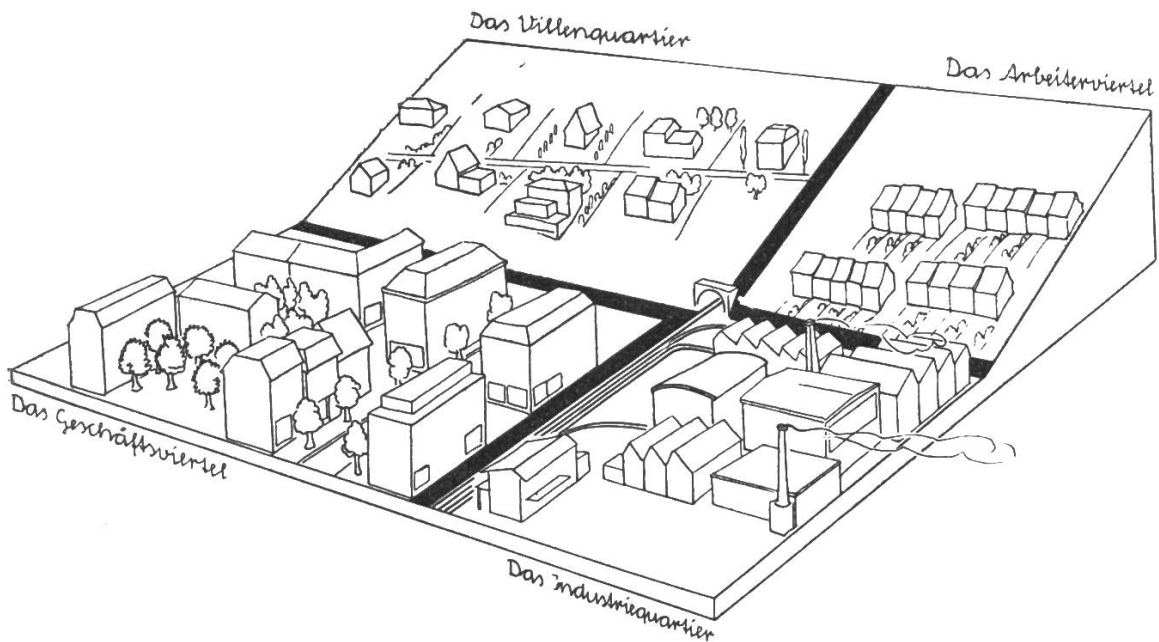 Das Villenquartier
Das Arbeiterviertel
Das Geschäftsviertel
Das Industriequartier